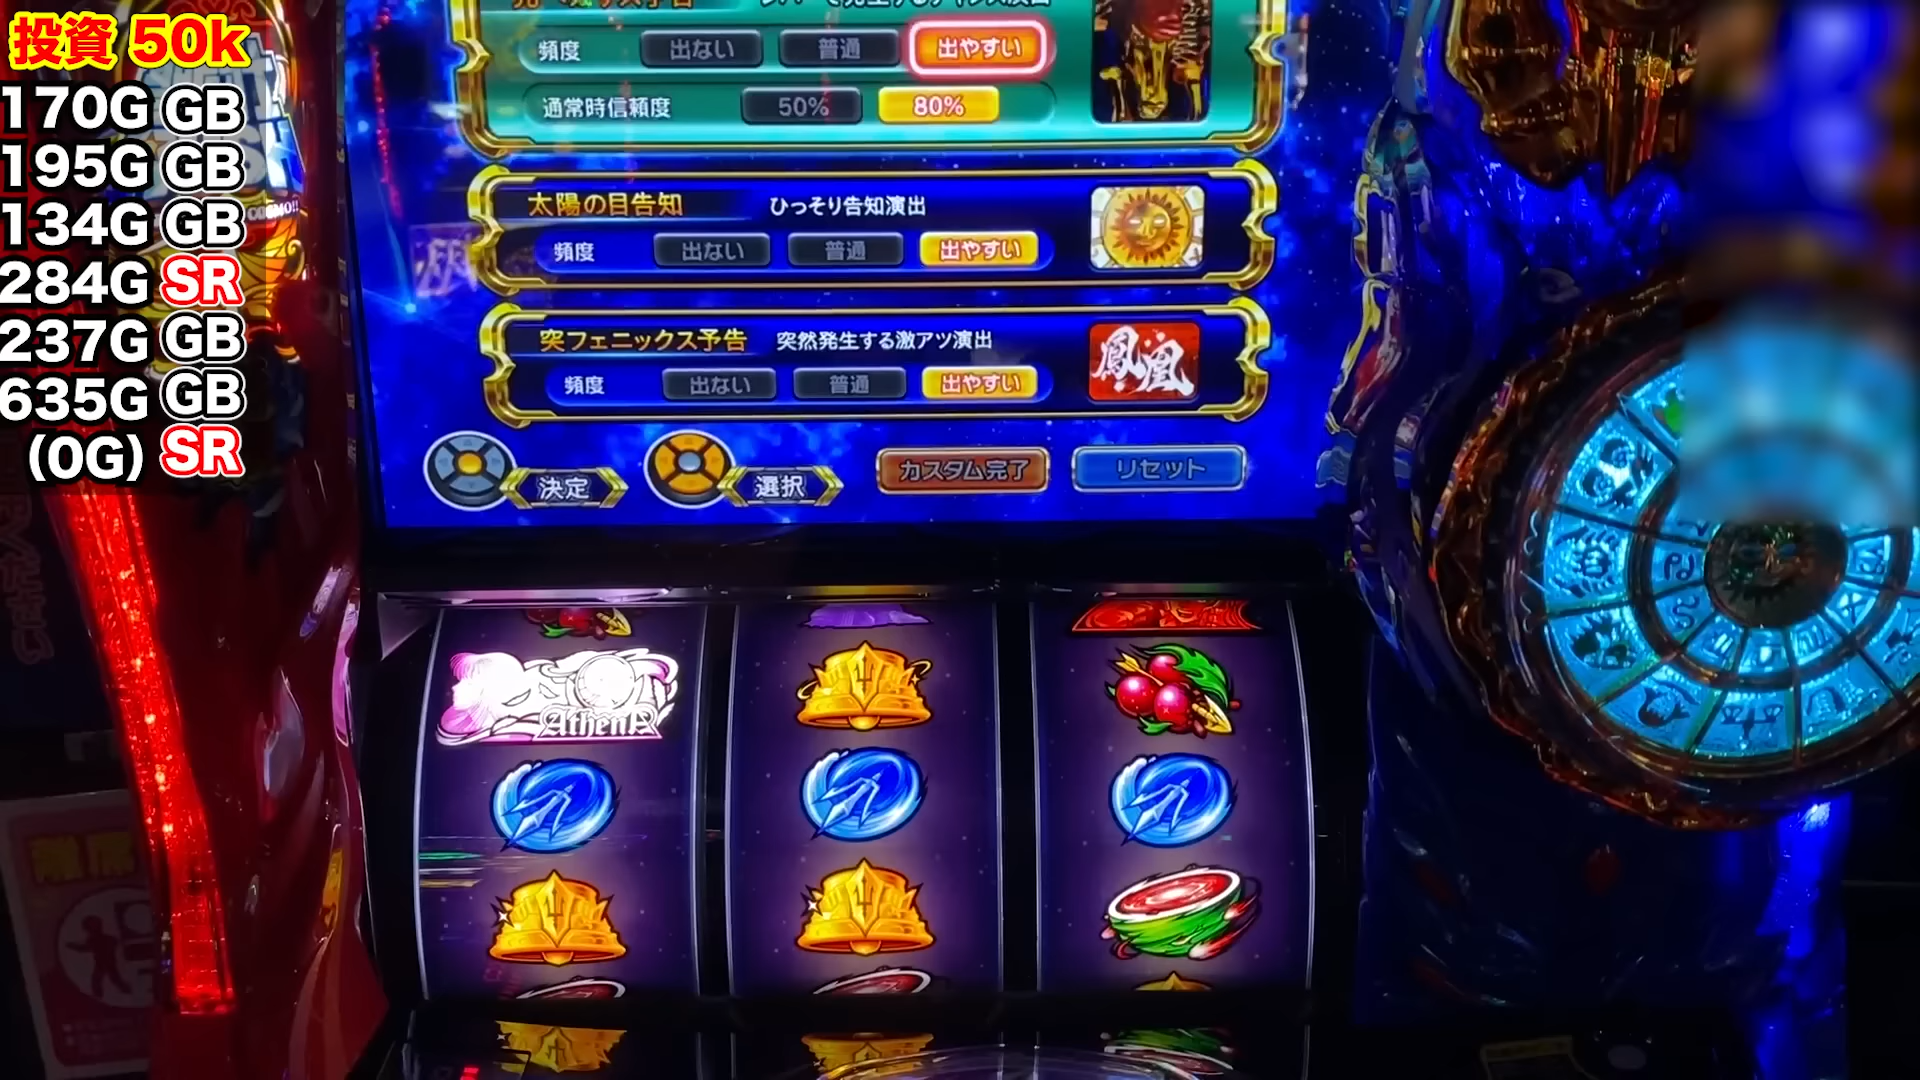 投資 50k
170G GB
195G GB
134G GB
284G SR
237G GB
635G GB
(0G) SR
頻度 出ない 普通 出やすい
通常時信頼度 50% 80%
太陽の目告知 ひっそり告知演出
頻度 出ない 普通 出やすい
突フェニックス予告 突然発生する激アツ演出
鳳凰
頻度 出ない 普通 出やすい
決定 選択 カスタム完了 リセット
AthenA